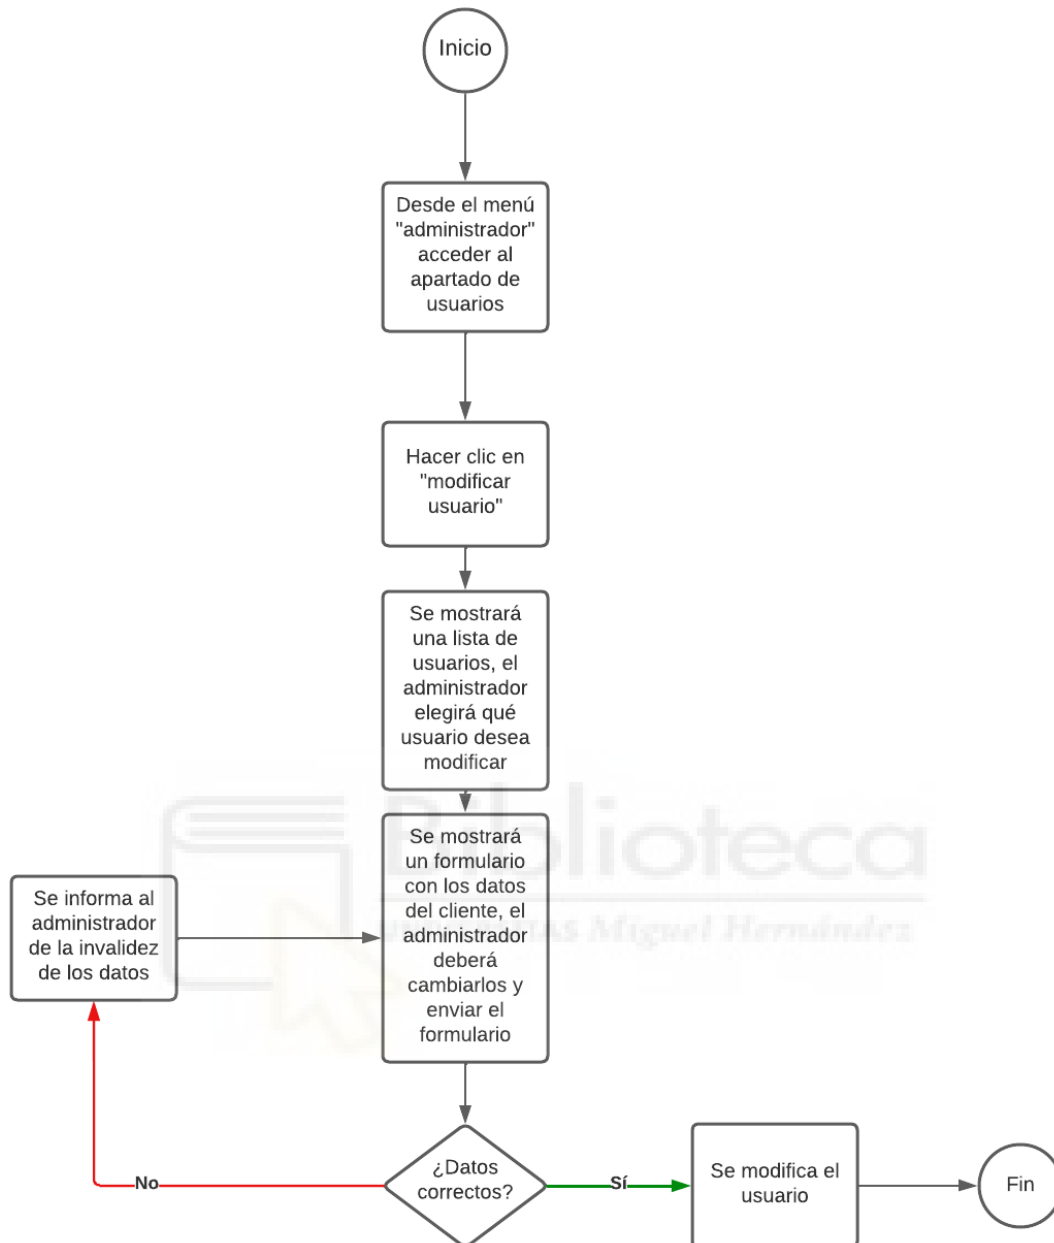 Inicio
Desde el menú
"administrador"
acceder al
apartado de
usuarios
Hacer clic en
"modificar
usuario"
Se mostrará
una lista de
usuarios, el
administrador
elegirá qué
usuario desea
modificar
Biblioteca
Se mostrará
un formulario
con los datos
del cliente, el
administrador
deberá
cambiarlos y
enviar el
formulario
Miguel Hernández
Se informa al
administrador
de la invalidez
de los datos
¿Datos
correctos?
No
Sí
Se modifica el
usuario
Fin